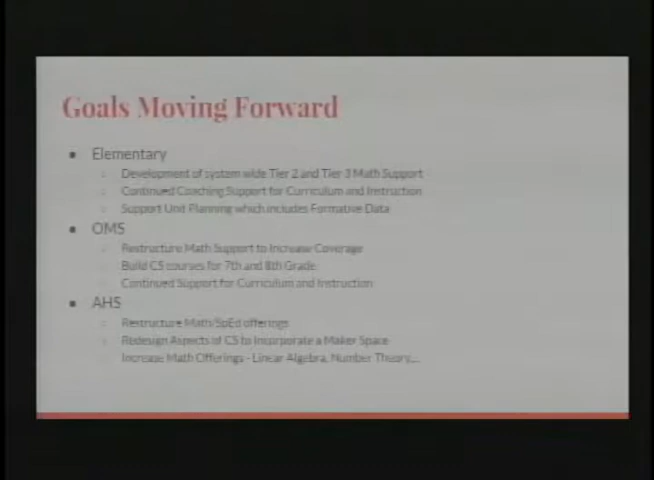 Goals Moving Forward
Elementary
Development of system wide Tier 2 and Tier 3 Math Support
Continued Coaching Support for Curriculum and Instruction
Support Unit Planning which includes Formative Data
OMS
Restructure Math Support to Increase Coverage
Build CS courses for 7th and 8th Grade
Continued Support for Curriculum and Instruction
AHS
Restructure Math/SpEd offerings
Redesign Aspects of CS to Incorporate a Maker Space
Increase Math Offerings - Linear Algebra, Number Theory...